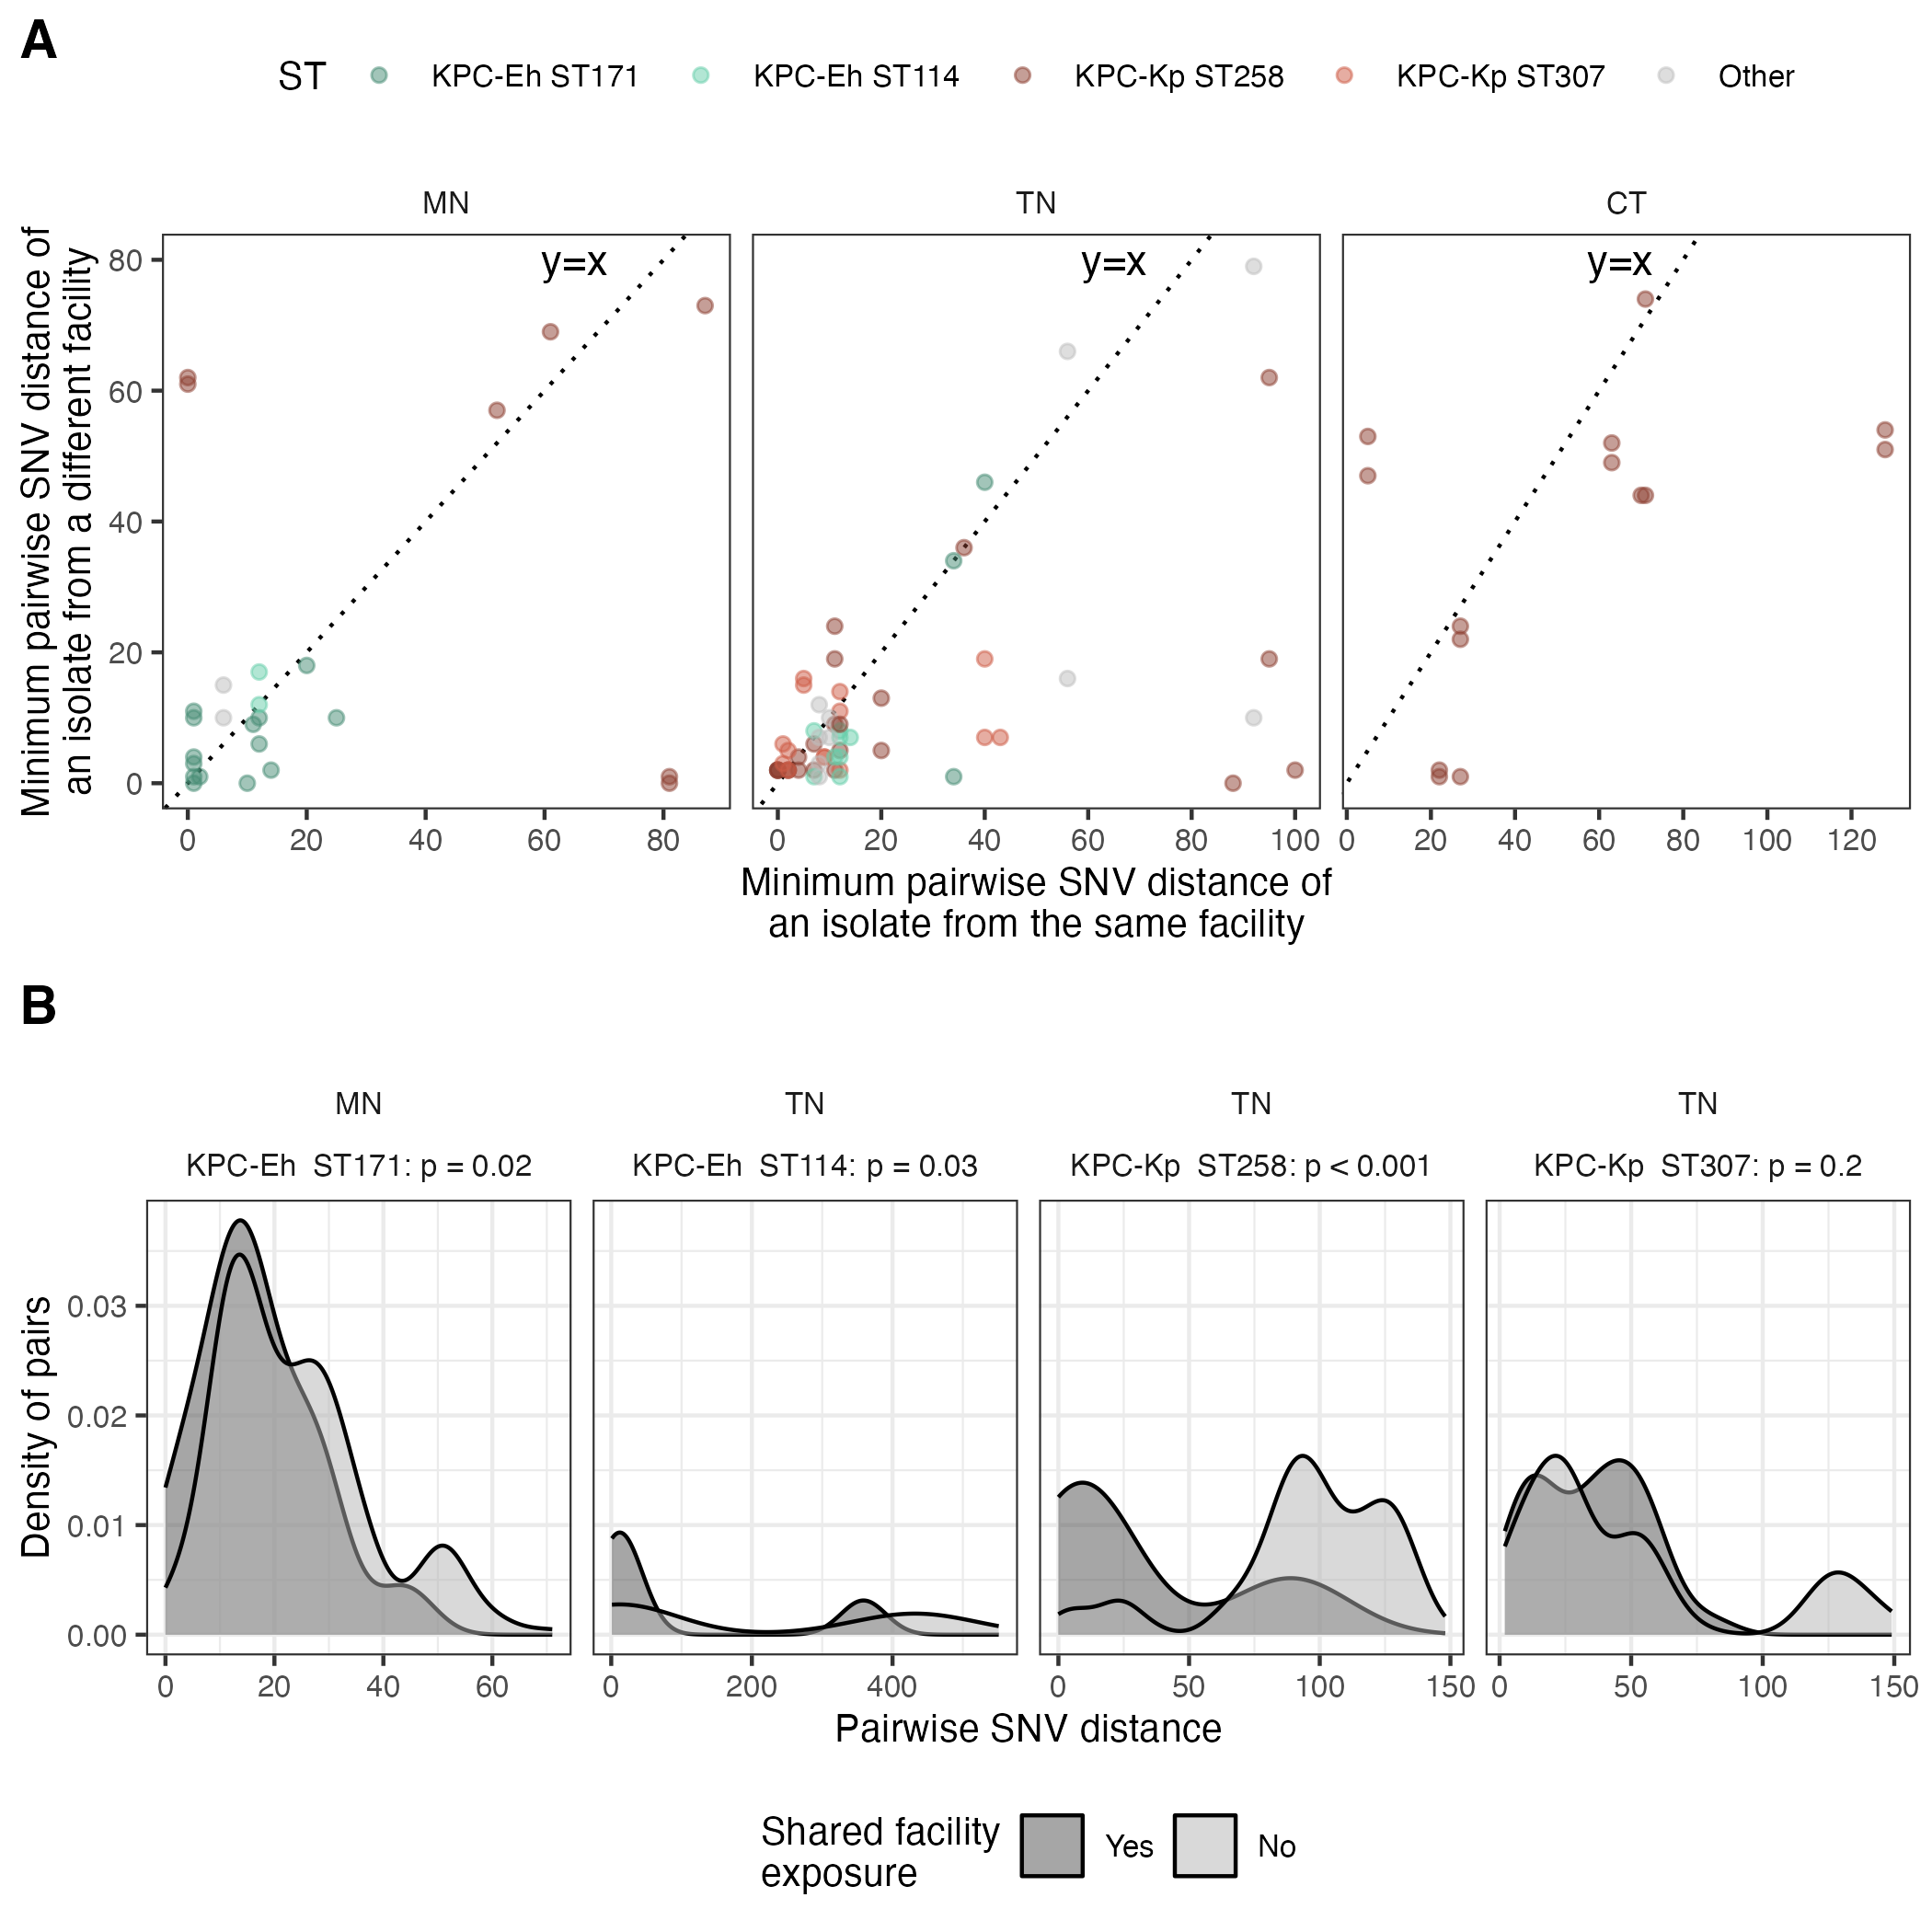 A
ST KPC-Eh ST171 KPC-Eh ST114 KPC-Kp ST258 KPC-Kp ST307 Other
MN TN CT
Minimum pairwise SNV distance of
an isolate from a different facility
80
60
40
20
0
y=x y=x y=x
0 20 40 60 80 0 20 40 60 80 100 0 20 40 60 80 100 120
Minimum pairwise SNV distance of
an isolate from the same facility
B
MN TN TN TN
KPC-Eh ST171: p = 0.02 KPC-Eh ST114: p = 0.03 KPC-Kp ST258: p < 0.001 KPC-Kp ST307: p = 0.2
Density of pairs
0.03
0.02
0.01
0.00
0 20 40 60 0 200 400 0 50 100 150 0 50 100 150
Pairwise SNV distance
Shared facility
exposure
Yes No